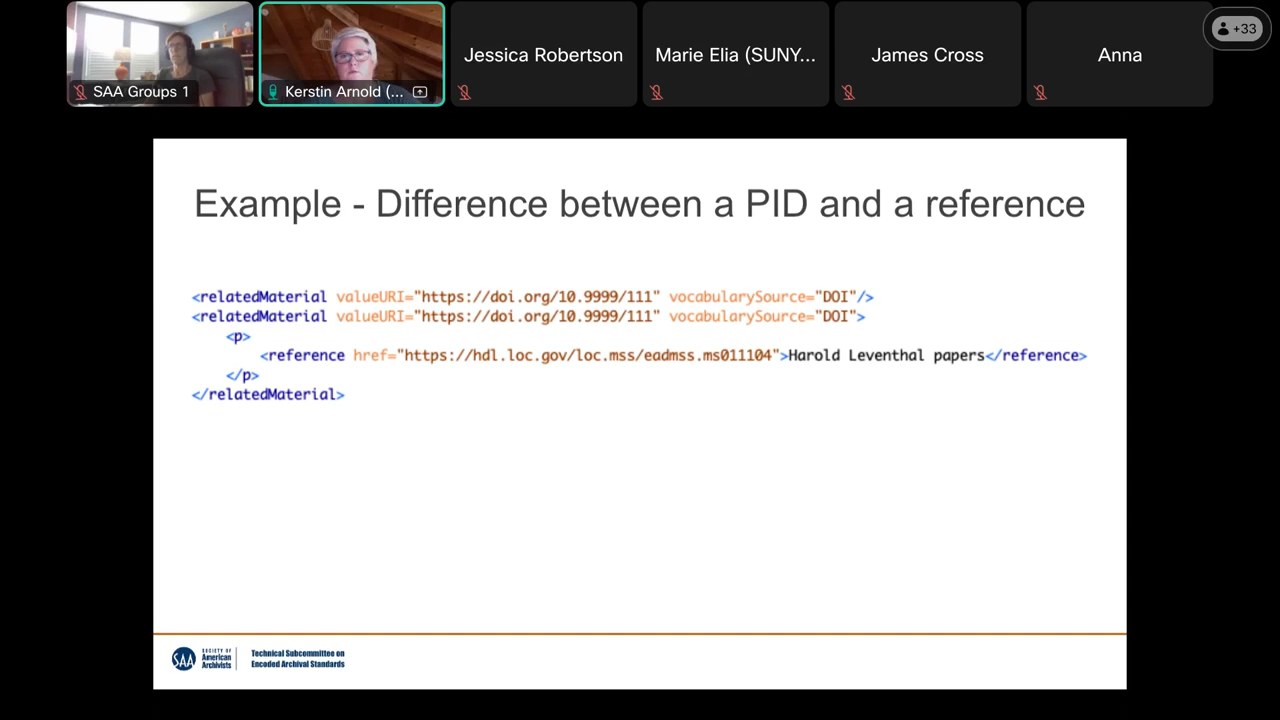 SAA Groups 1
Kerstin Arnold (...
Jessica Robertson
Marie Elia (SUNY...
James Cross
Anna
+33
Example - Difference between a PID and a reference
<relatedMaterial valueURI="https://doi.org/10.9999/111" vocabularySource="DOI"/>
<relatedMaterial valueURI="https://doi.org/10.9999/111" vocabularySource="DOI">
<p>
<reference href="https://hdl.loc.gov/loc.mss/eadmss.ms011104">Harold Leventhal papers</reference>
</p>
</relatedMaterial>
SAA
SOCIETY OF
American
Archivists
Technical Subcommittee on
Encoded Archival Standards